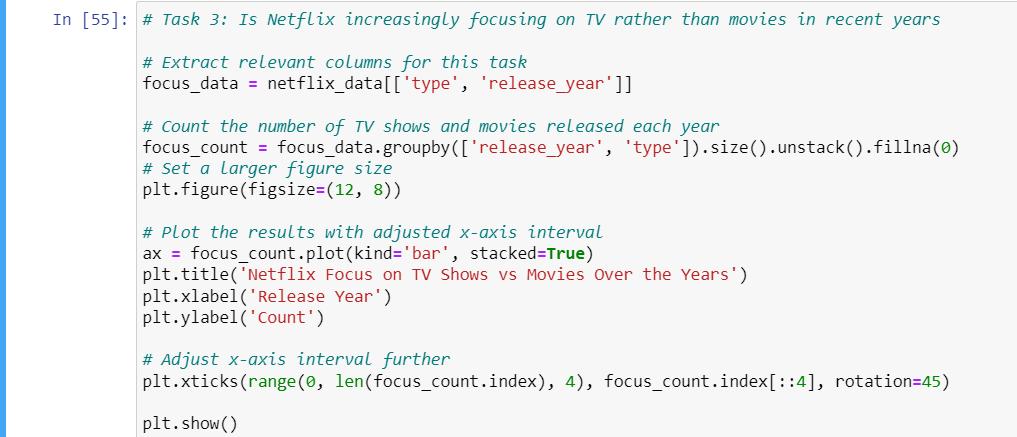 In [55]: # Task 3: Is Netflix increasingly focusing on TV rather than movies in recent years
# Extract relevant columns for this task
focus_data = netflix_data[['type', 'release_year']]
# Count the number of TV shows and movies released each year
focus_count = focus_data.groupby(['release_year', 'type']).size().unstack().fillna(0)
# Set a larger figure size
plt.figure(figsize=(12, 8))
# Plot the results with adjusted x-axis interval
ax = focus_count.plot(kind='bar', stacked=True)
plt.title('Netflix Focus on TV Shows vs Movies Over the Years')
plt.xlabel('Release Year')
plt.ylabel('Count')
# Adjust x-axis interval further
plt.xticks(range(0, len(focus_count.index), 4), focus_count.index[::4], rotation=45)
plt.show()